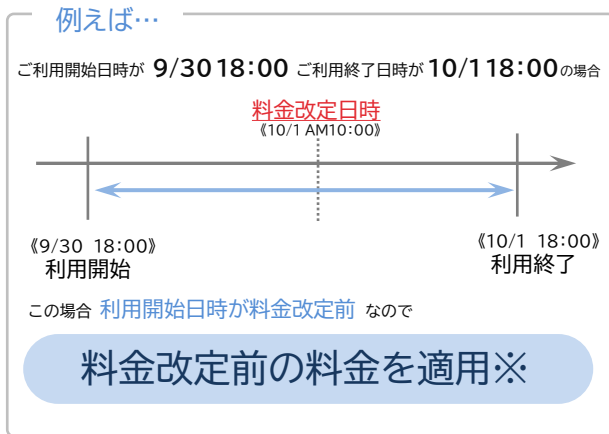 例えば…
ご利用開始日時が 9/30 18:00 ご利用終了日時が 10/1 18:00の場合
料金改定日時
《10/1 AM10:00》
《9/30 18:00》
利用開始
《10/1 18:00》
利用終了
この場合 利用開始日時が料金改定前 なので
料金改定前の料金を適用※